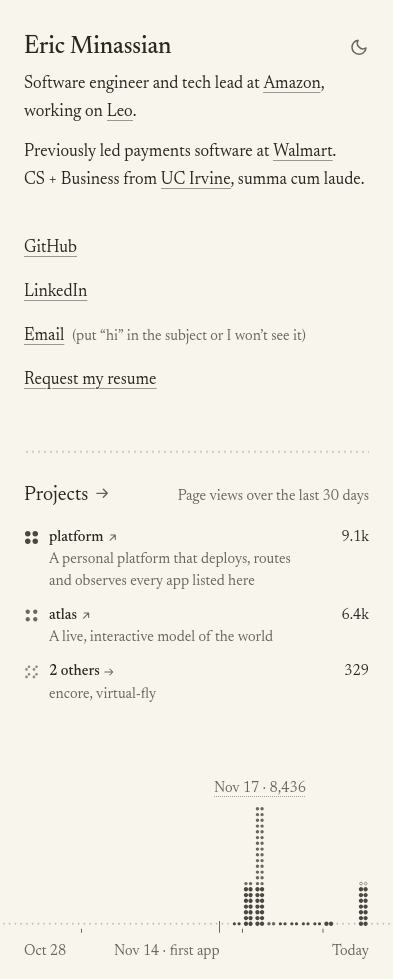 Eric Minassian
Software engineer and tech lead at Amazon,
working on Leo.
Previously led payments software at Walmart.
CS + Business from UC Irvine, summa cum laude.
GitHub
LinkedIn
Email (put “hi” in the subject or I won’t see it)
Request my resume
Projects → Page views over the last 30 days
platform ↗ 9.1k
A personal platform that deploys, routes
and observes every app listed here
atlas ↗ 6.4k
A live, interactive model of the world
2 others → 329
encore, virtual-fly
Nov 17 · 8,436
Oct 28 Nov 14 · first app Today